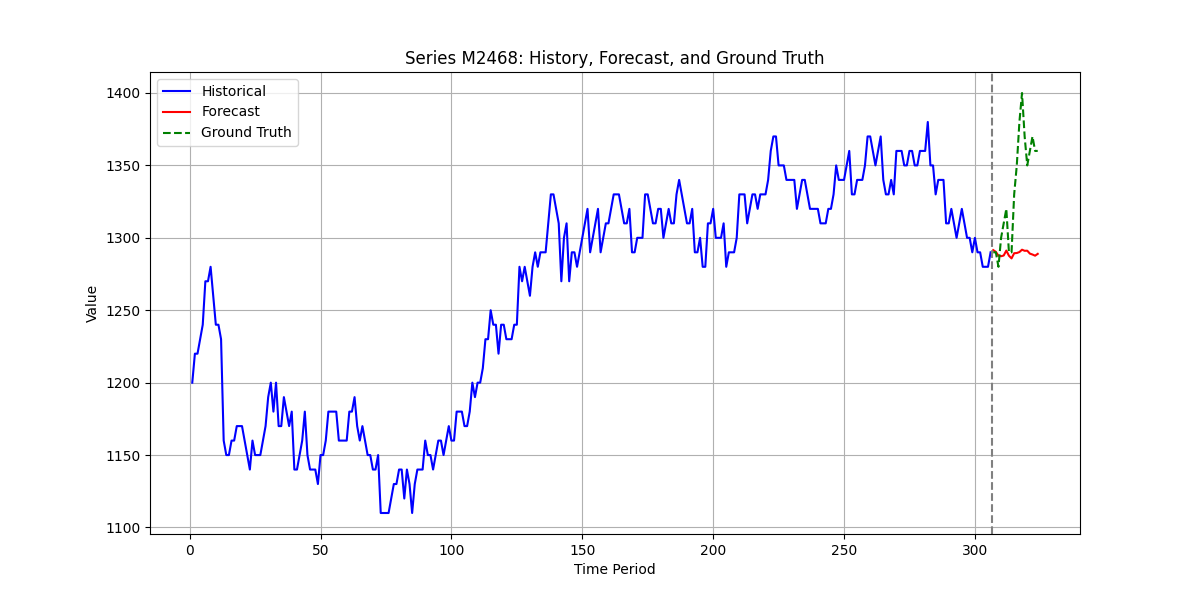 Series M2468: History, Forecast, and Ground Truth
Historical
Forecast
Ground Truth
1400
1350
1300
1250
1200
1150
1100
Value
0 50 100 150 200 250 300
Time Period